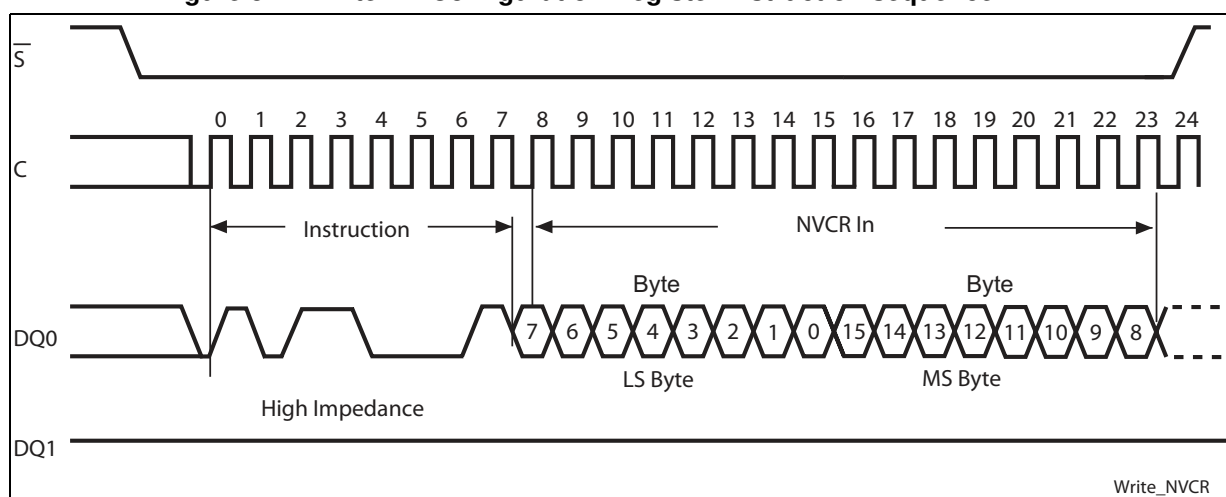 S
0 1 2 3 4 5 6 7 8 9 10 11 12 13 14 15 16 17 18 19 20 21 22 23 24
C
Instruction NVCR In
Byte Byte
DQ0 7 6 5 4 3 2 1 0 15 14 13 12 11 10 9 8
LS Byte MS Byte
High Impedance
DQ1
Write_NVCR